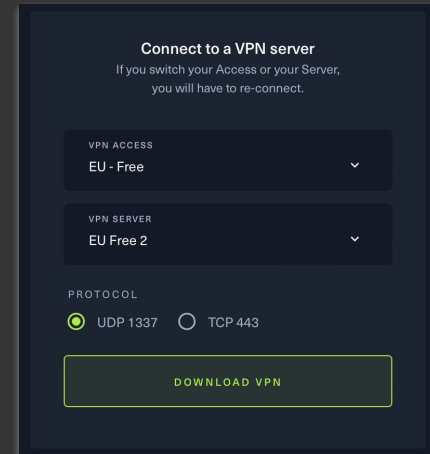 Connect to a VPN server
If you switch your Access or your Server,
you will have to re-connect.
VPN ACCESS
EU - Free
VPN SERVER
EU Free 2
PROTOCOL
UDP 1337 TCP 443
DOWNLOAD VPN